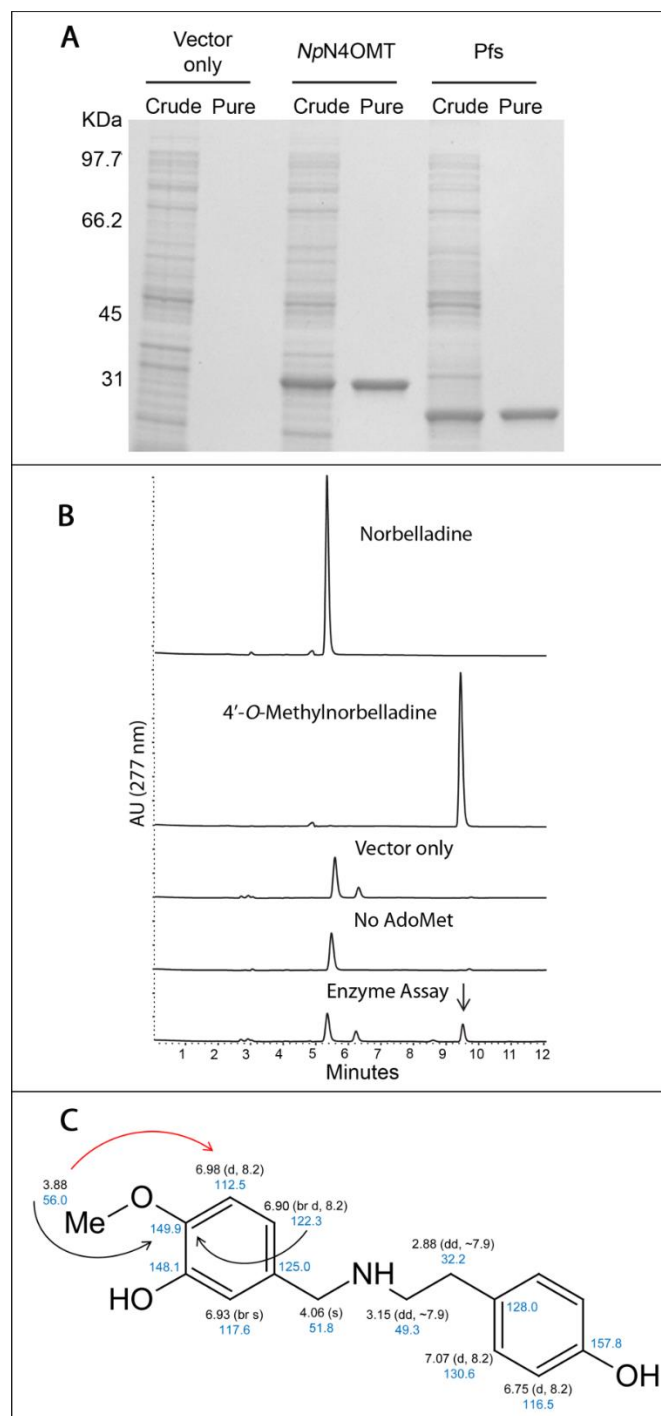 A
Vector only
NpN4OMT
Pfs
Crude Pure
Crude Pure
Crude Pure
KDa
97.7
66.2
45
31
B
Norbelladine
4′-O-Methylnorbelladine
AU (277 nm)
Vector only
No AdoMet
Enzyme Assay
1 2 3 4 5 6 7 8 9 10 11 12
Minutes
C
3.88
56.0
6.98 (d, 8.2)
112.5
Me
O
6.90 (br d, 8.2)
122.3
149.9
148.1
125.0
HO
6.93 (br s)
117.6
4.06 (s)
51.8
NH
3.15 (dd, ~7.9)
49.3
2.88 (dd, ~7.9)
32.2
128.0
7.07 (d, 8.2)
130.6
157.8
OH
6.75 (d, 8.2)
116.5